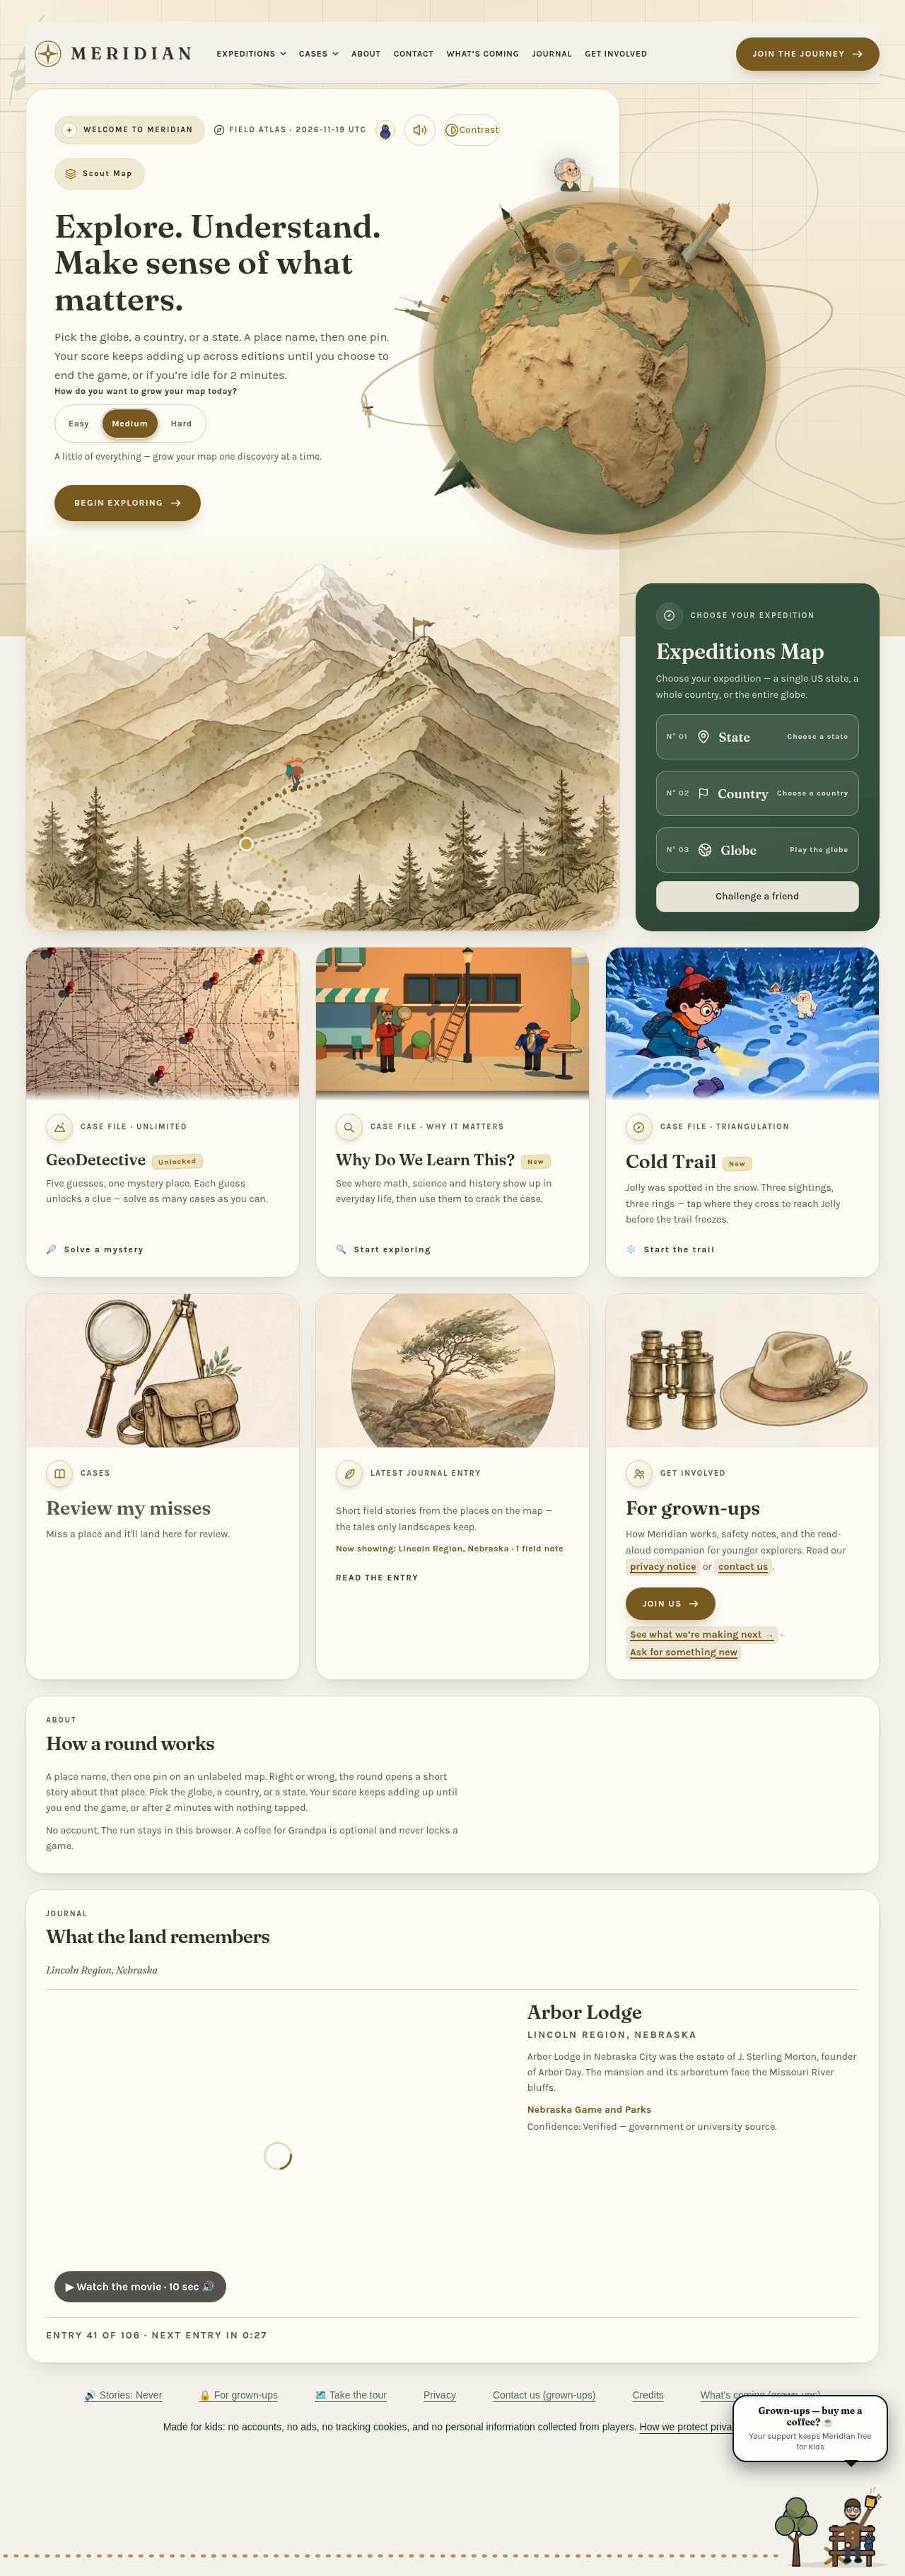 MERIDIAN
EXPEDITIONS
CASES
ABOUT
CONTACT
WHAT'S COMING
JOURNAL
GET INVOLVED
JOIN THE JOURNEY →
WELCOME TO MERIDIAN
FIELD ATLAS · 2026-11-19 UTC
Contrast
Scout Map
Explore. Understand.
Make sense of what
matters.
Pick the globe, a country, or a state. A place name, then one pin.
Your score keeps adding up across editions until you choose to
end the game, or if you're idle for 2 minutes.
How do you want to grow your map today?
Easy
Medium
Hard
A little of everything — grow your map one discovery at a time.
BEGIN EXPLORING →
CHOOSE YOUR EXPEDITION
Expeditions Map
Choose your expedition — a single US state, a
whole country, or the entire globe.
N° 01 State Choose a state
N° 02 Country Choose a country
N° 03 Globe Play the globe
Challenge a friend
CASE FILE · UNLIMITED
GeoDetective Unlocked
Five guesses, one mystery place. Each guess
unlocks a clue — solve as many cases as you can.
🔎 Solve a mystery
CASE FILE · WHY IT MATTERS
Why Do We Learn This? New
See where math, science and history show up in
everyday life, then use them to crack the case.
🔍 Start exploring
CASE FILE · TRIANGULATION
Cold Trail New
Jolly was spotted in the snow. Three sightings,
three rings — tap where they cross to reach Jolly
before the trail freezes.
❄️ Start the trail
CASES
Review my misses
Miss a place and it'll land here for review.
LATEST JOURNAL ENTRY
Short field stories from the places on the map —
the tales only landscapes keep.
Now showing: Lincoln Region, Nebraska · 1 field note
READ THE ENTRY
GET INVOLVED
For grown-ups
How Meridian works, safety notes, and the read-
aloud companion for younger explorers. Read our
privacy notice or contact us.
JOIN US →
See what we're making next → ·
Ask for something new
ABOUT
How a round works
A place name, then one pin on an unlabeled map. Right or wrong, the round opens a short
story about that place. Pick the globe, a country, or a state. Your score keeps adding up until
you end the game, or after 2 minutes with nothing tapped.
No account. The run stays in this browser. A coffee for Grandpa is optional and never locks a
game.
JOURNAL
What the land remembers
Lincoln Region, Nebraska
Arbor Lodge
LINCOLN REGION, NEBRASKA
Arbor Lodge in Nebraska City was the estate of J. Sterling Morton, founder
of Arbor Day. The mansion and its arboretum face the Missouri River
bluffs.
Nebraska Game and Parks
Confidence: Verified — government or university source.
▶ Watch the movie · 10 sec 🔊
ENTRY 41 OF 106 · NEXT ENTRY IN 0:27
🔊 Stories: Never
🔒 For grown-ups
🗺️ Take the tour
Privacy
Contact us (grown-ups)
Credits
What's coming (grown-ups)
Made for kids: no accounts, no ads, no tracking cookies, and no personal information collected from players. How we protect priva
Grown-ups — buy me a
coffee? ☕
Your support keeps Meridian free
for kids